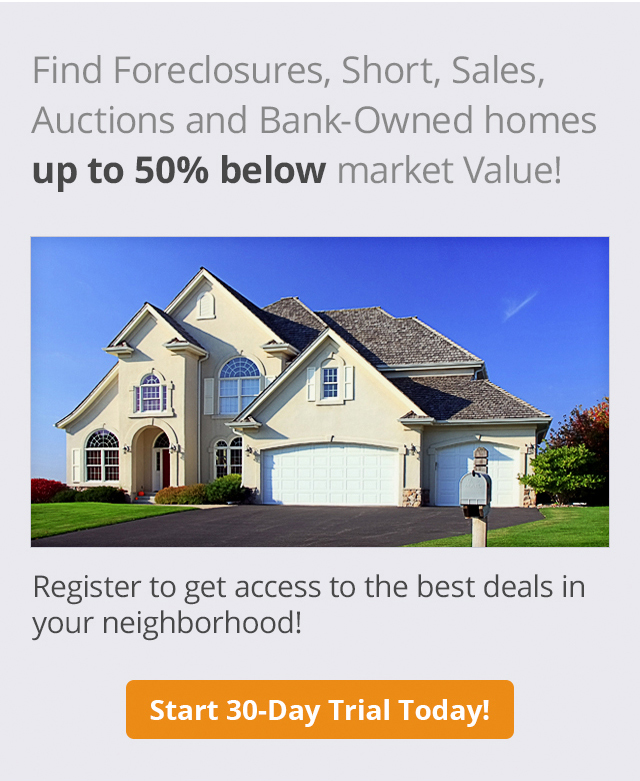 Find Foreclosures, Short, Sales,
Auctions and Bank-Owned homes
up to 50% below market Value!
Register to get access to the best deals in
your neighborhood!
Start 30-Day Trial Today!